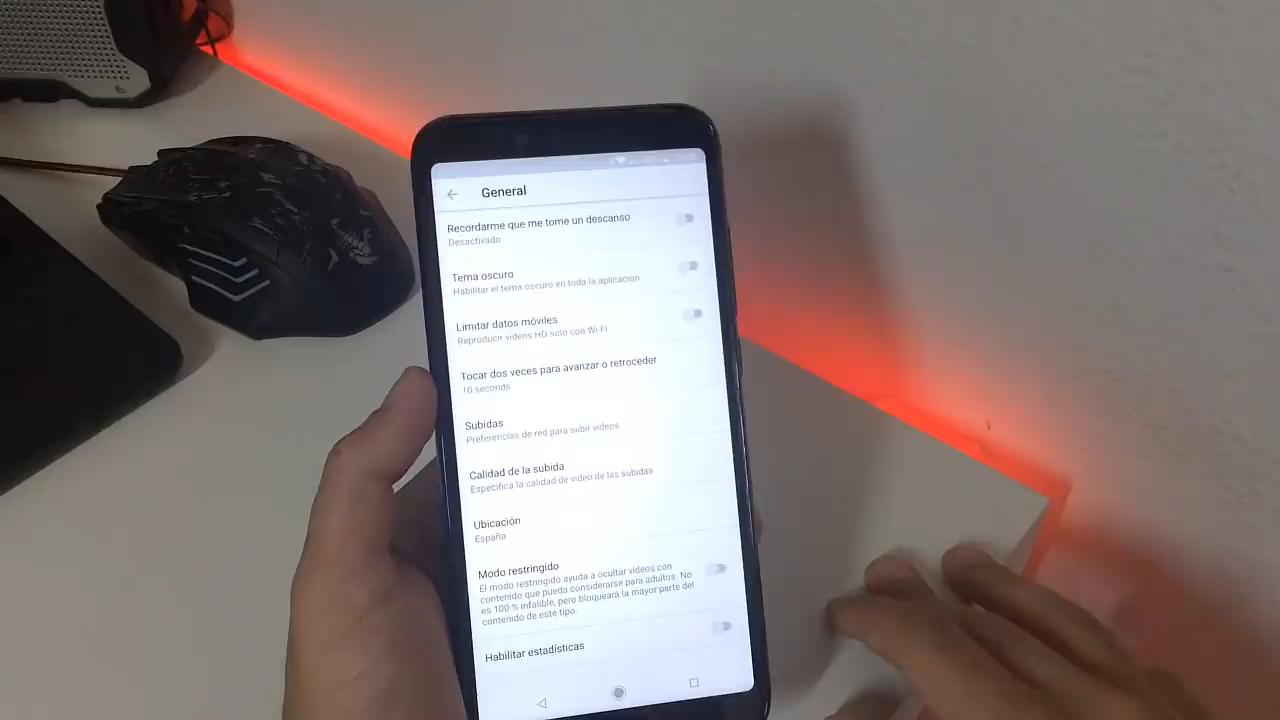 General
Recordarme que me tome un descanso
Desactivado
Tema oscuro
Habilitar el tema oscuro en toda la aplicación
Limitar datos móviles
Reproducir vídeos HD solo con Wi-Fi
Tocar dos veces para avanzar o retroceder
10 seconds
Subidas
Preferencias de red para subir vídeos
Calidad de la subida
Especifica la calidad de vídeo de las subidas
Ubicación
España
Modo restringido
El modo restringido ayuda a ocultar vídeos con
contenido que pueda considerarse para adultos. No
es 100 % infalible, pero bloqueará la mayor parte del
contenido de este tipo.
Habilitar estadísticas